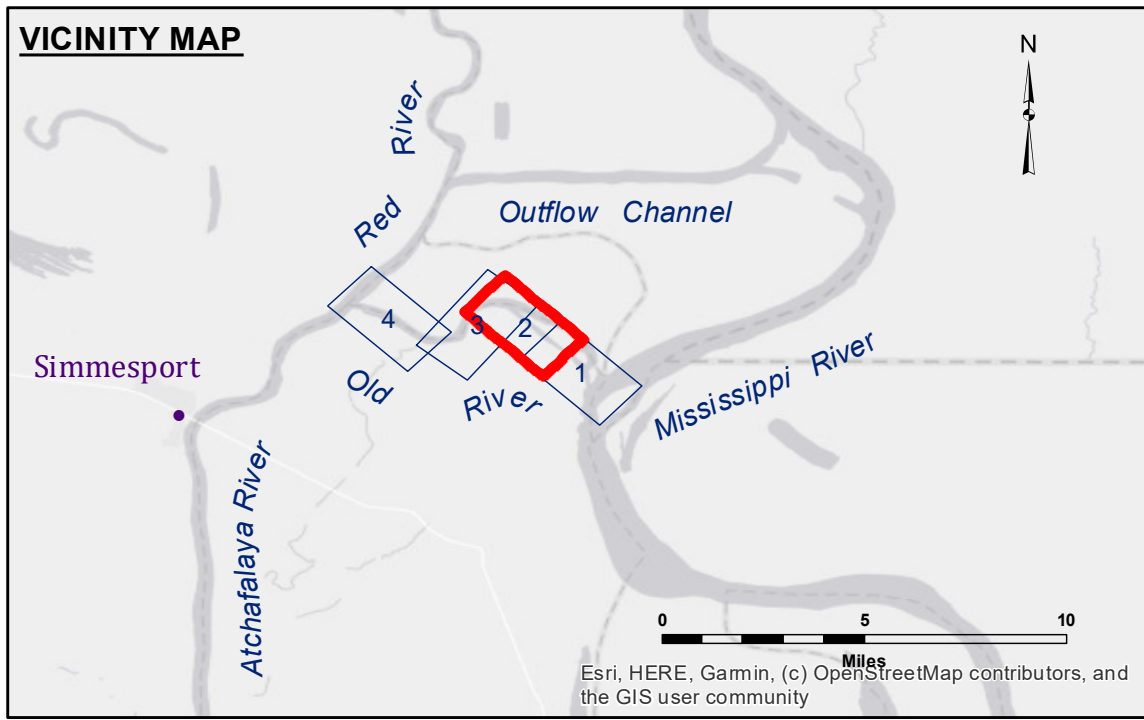 VICINITY MAP
N
Red River
Outflow Channel
4
3
2
1
Simmesport
Old River
Mississippi River
Atchafalaya River
0 5 10
Miles
Esri, HERE, Garmin, (c) OpenStreetMap contributors, and
the GIS user community